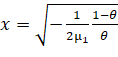 x = √(−(1/(2µ₁)) ((1−θ)/θ))